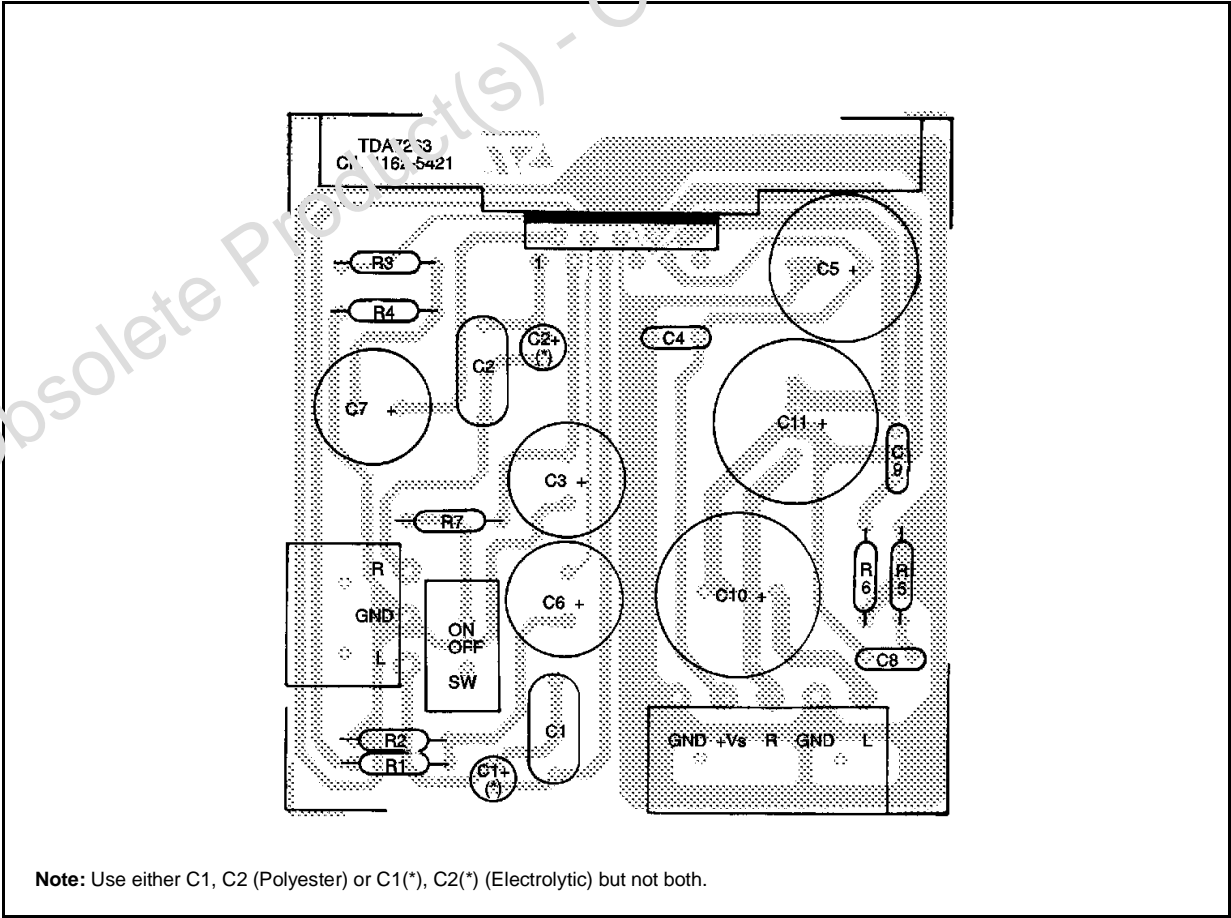 Obsolete Product(s) - O
R3
1
C5 +
R4
C2+
(*)
C4
C2
C7 +
C11 +
C
9
C3 +
R7
R
R
6
R
5
C6 +
C10 +
GND
ON
OFF
L
C8
SW
C1
R2
GND +Vs R GND L
R1
C1+
(*)
Note: Use either C1, C2 (Polyester) or C1(*), C2(*) (Electrolytic) but not both.